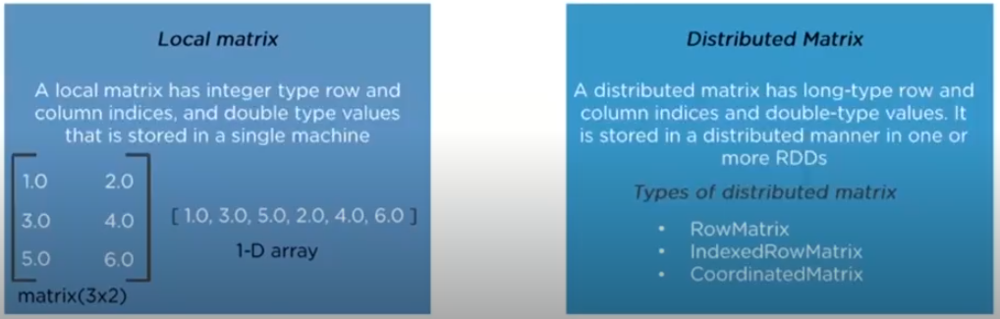 Local matrix
A local matrix has integer type row and
column indices, and double type values
that is stored in a single machine
1.0 2.0
3.0 4.0
5.0 6.0
matrix(3x2)
[ 1.0, 3.0, 5.0, 2.0, 4.0, 6.0 ]
1-D array
Distributed Matrix
A distributed matrix has long-type row and
column indices and double-type values. It
is stored in a distributed manner in one or
more RDDs
Types of distributed matrix
• RowMatrix
• IndexedRowMatrix
• CoordinatedMatrix